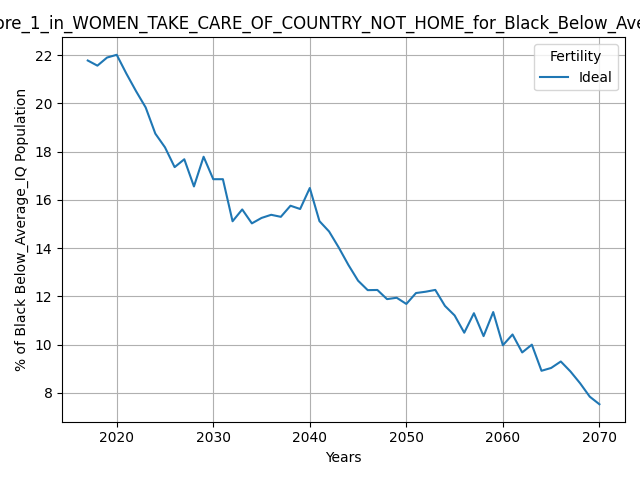 ore_1_in_WOMEN_TAKE_CARE_OF_COUNTRY_NOT_HOME_for_Black_Below_Ave
Fertility
Ideal
% of Black Below_Average_IQ Population
22
20
18
16
14
12
10
8
2020 2030 2040 2050 2060 2070
Years